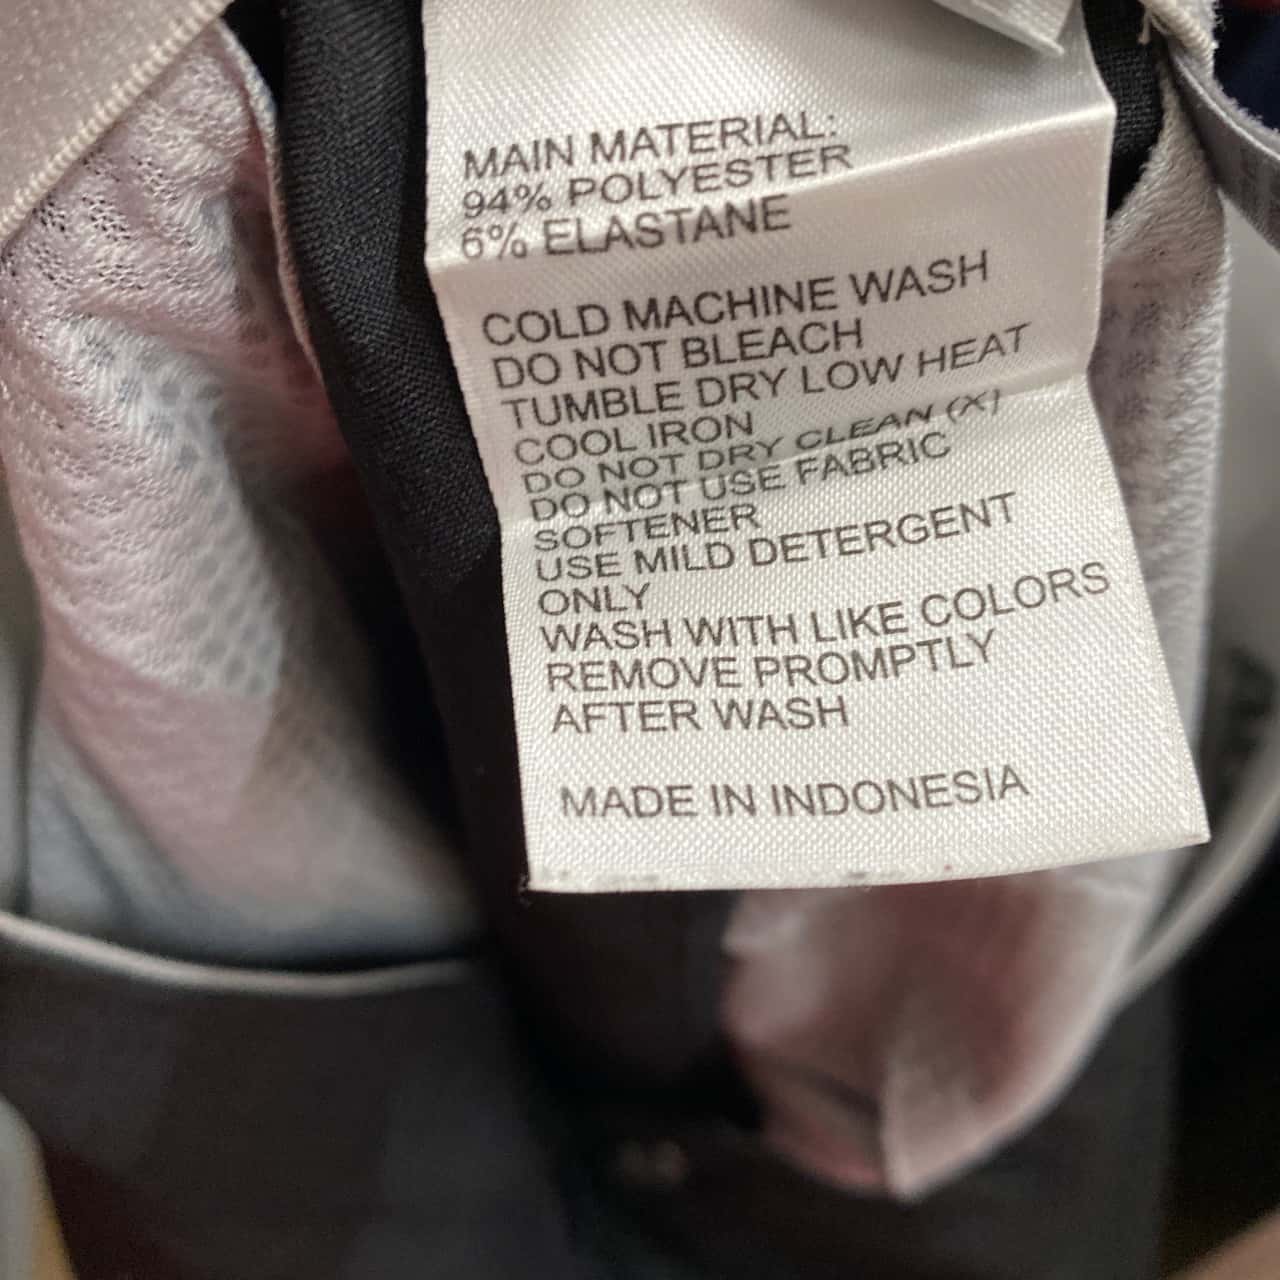 MAIN MATERIAL:
94% POLYESTER
6% ELASTANE
COLD MACHINE WASH
DO NOT BLEACH
TUMBLE DRY LOW HEAT
COOL IRON
DO NOT DRY CLEAN (X)
DO NOT USE FABRIC
SOFTENER
USE MILD DETERGENT
ONLY
WASH WITH LIKE COLORS
REMOVE PROMPTLY
AFTER WASH
MADE IN INDONESIA